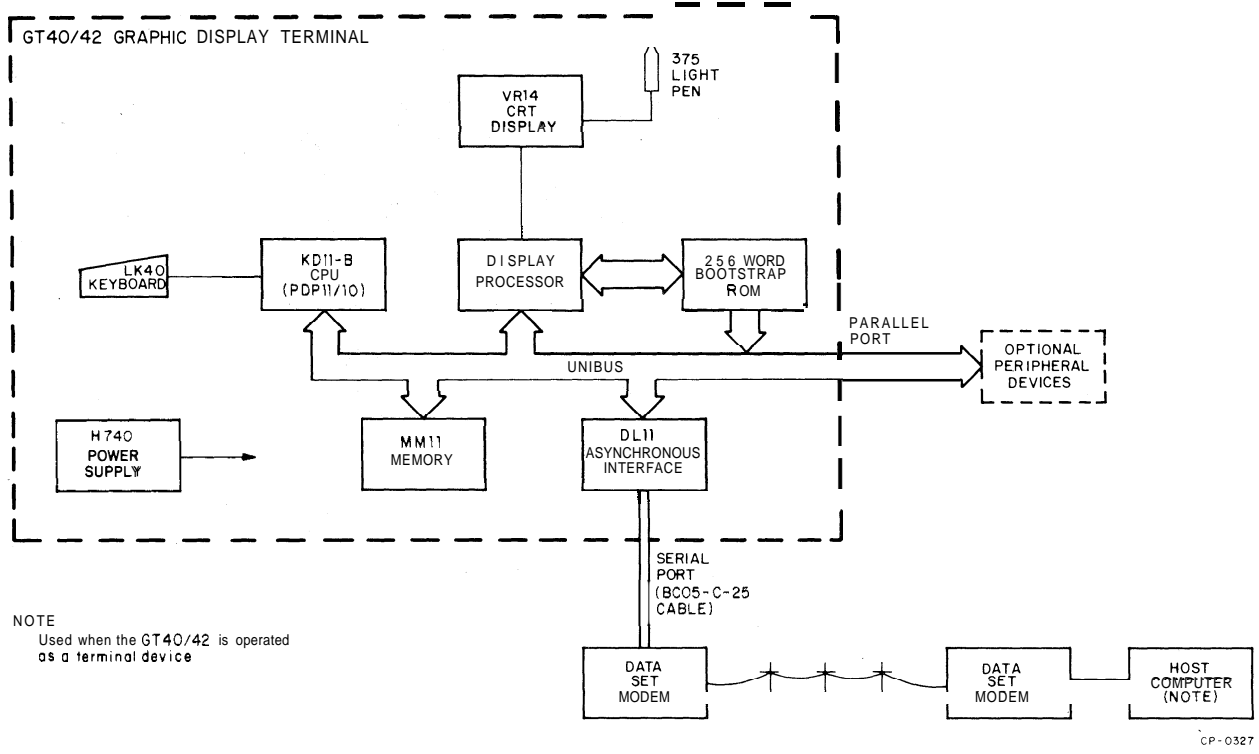 GT40/42 GRAPHIC DISPLAY TERMINAL
375
LIGHT
PEN
VR14
CRT
DISPLAY
LK40
KEYBOARD
KD11-B
CPU
(PDP11/10)
DISPLAY
PROCESSOR
256 WORD
BOOTSTRAP
ROM
PARALLEL
PORT
UNIBUS
OPTIONAL
PERIPHERAL
DEVICES
H740
POWER
SUPPLY
MM11
MEMORY
DL11
ASYNCHRONOUS
INTERFACE
SERIAL
PORT
(BC05-C-25
CABLE)
NOTE
Used when the GT40/42 is operated
as a terminal device
DATA
SET
MODEM
DATA
SET
MODEM
HOST
COMPUTER
(NOTE)
CP-0327